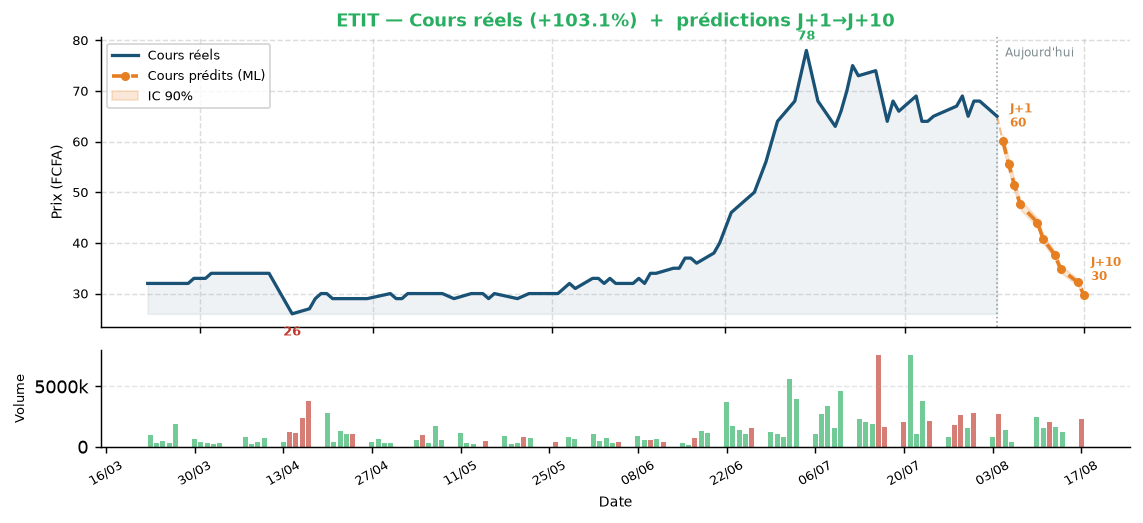 ETIT — Cours réels (+103.1%)  +  prédictions J+1→J+10
Cours réels
Cours prédits (ML)
IC 90%
Aujourd'hui
78
J+1
60
J+10
30
26
Prix (FCFA)
80
70
60
50
40
30
Volume
5000k
0
16/03
30/03
13/04
27/04
11/05
25/05
08/06
22/06
06/07
20/07
03/08
17/08
Date